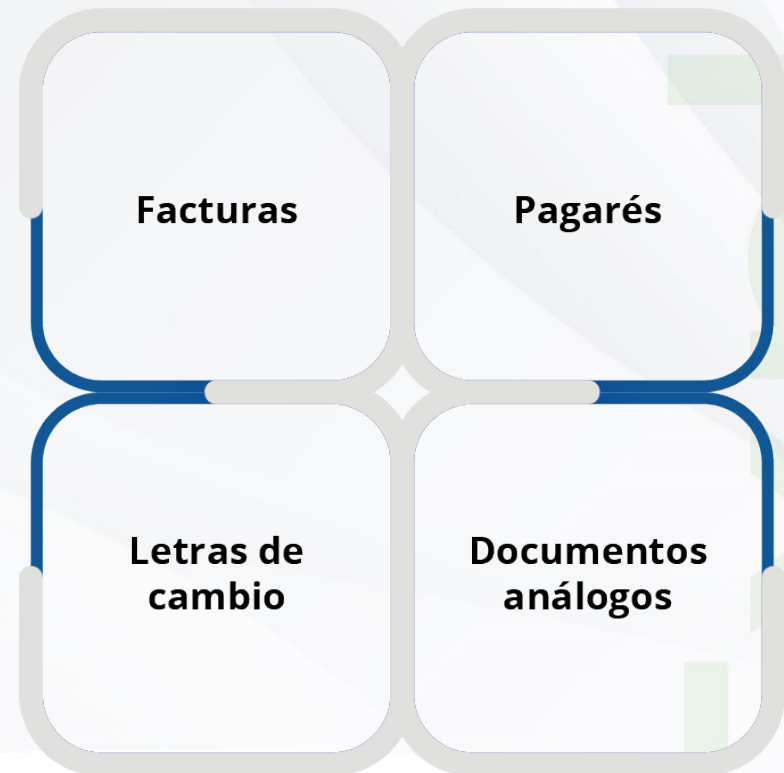 Facturas
Pagarés
Letras de
cambio
Documentos
análogos